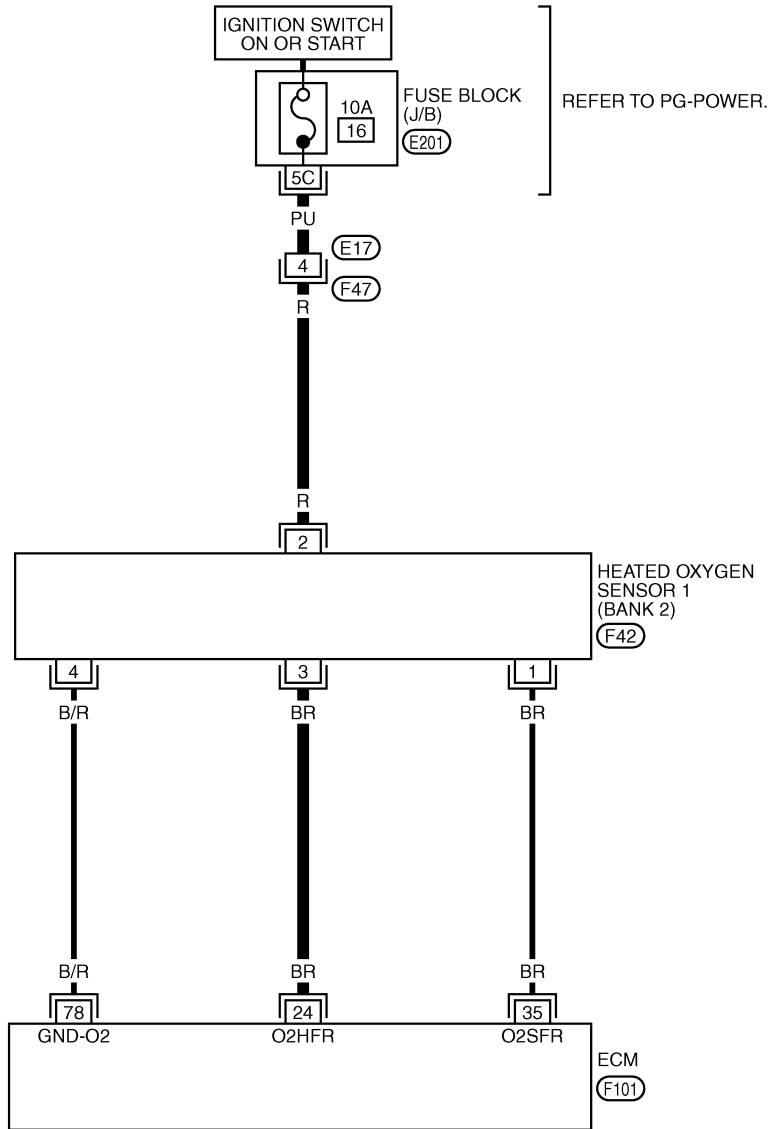 IGNITION SWITCH
ON OR START
10A
16
FUSE BLOCK
(J/B)
E201
REFER TO PG-POWER.
5C
PU
E17
4
F47
R
R
2
HEATED OXYGEN
SENSOR 1
(BANK 2)
F42
4
3
1
B/R
BR
BR
B/R
BR
BR
78
24
35
GND-O2
O2HFR
O2SFR
ECM
F101